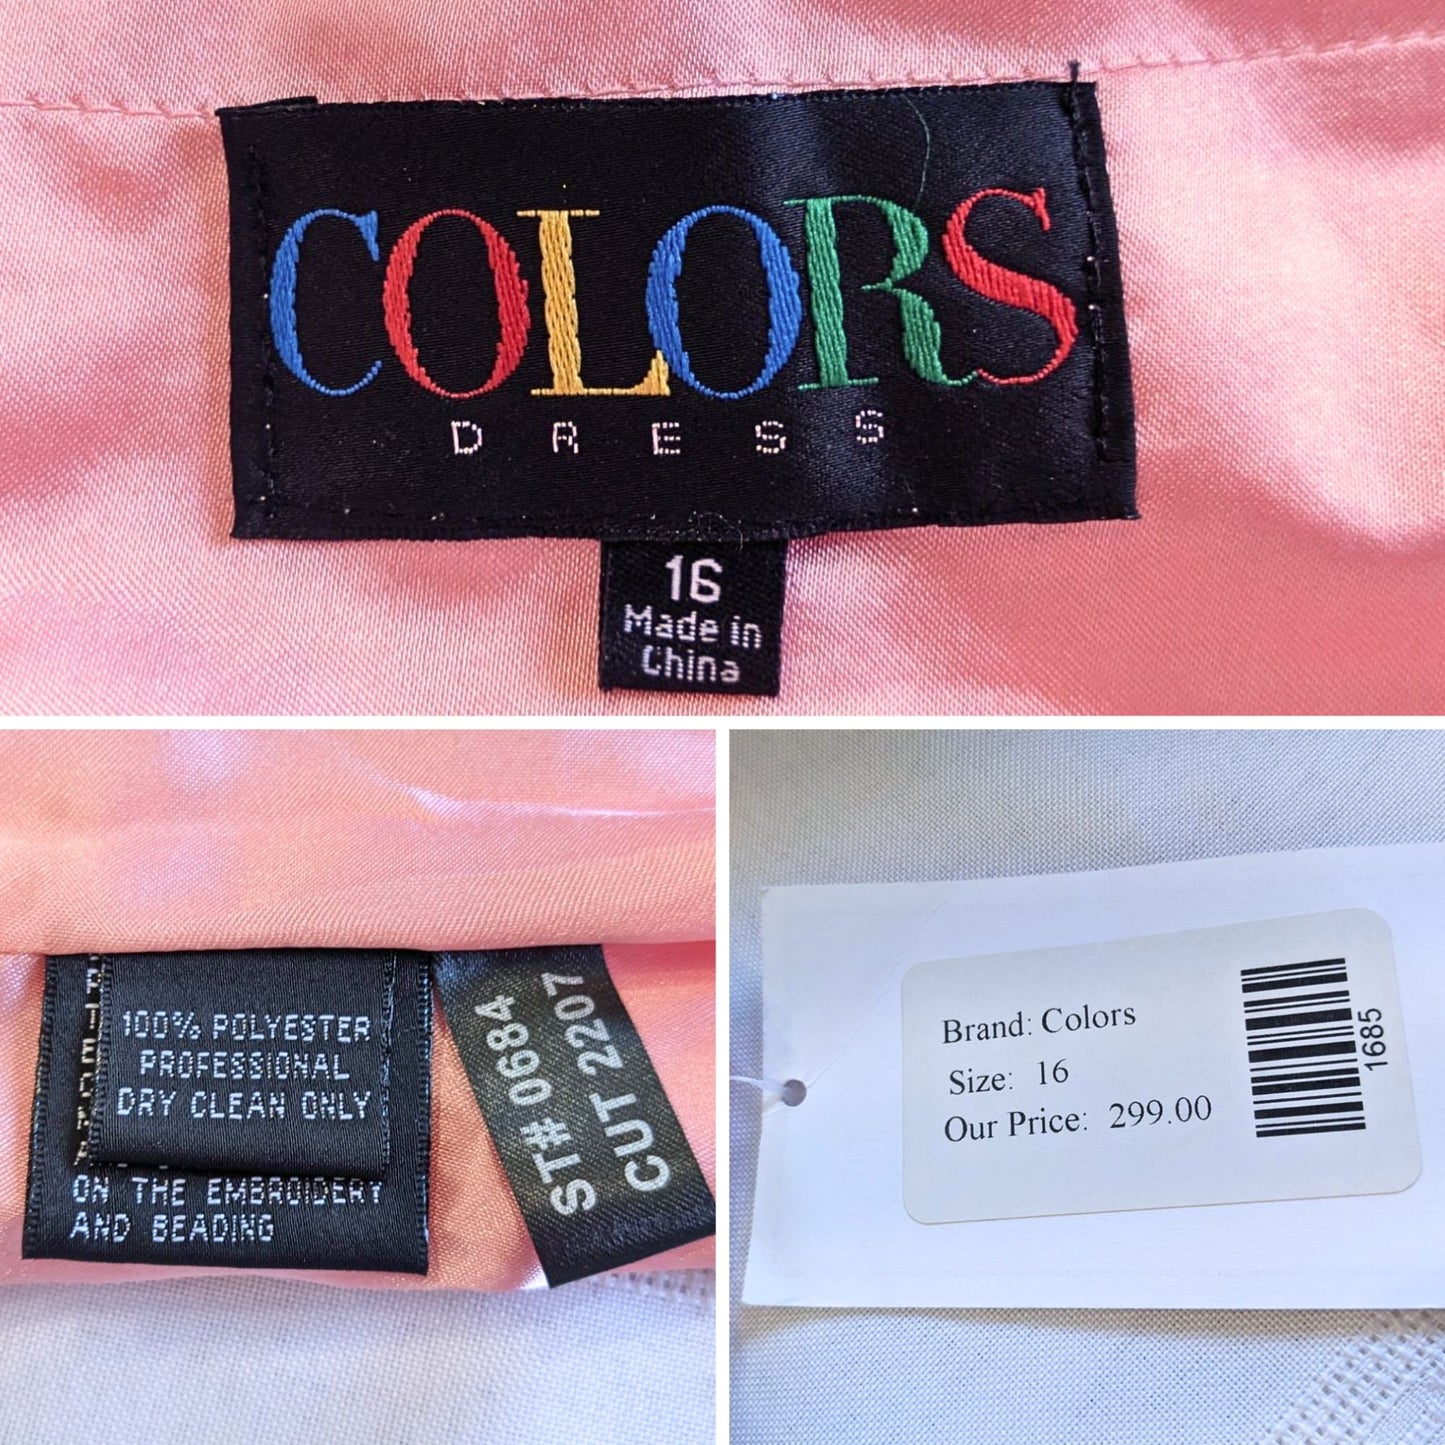 COLORS
DRESS
16
Made in
China
100% POLYESTER
PROFESSIONAL
DRY CLEAN ONLY
ON THE EMBROIDERY
AND BEADING
ST# 0684
CUT 2207
Brand: Colors
Size: 16
Our Price: 299.00
1685